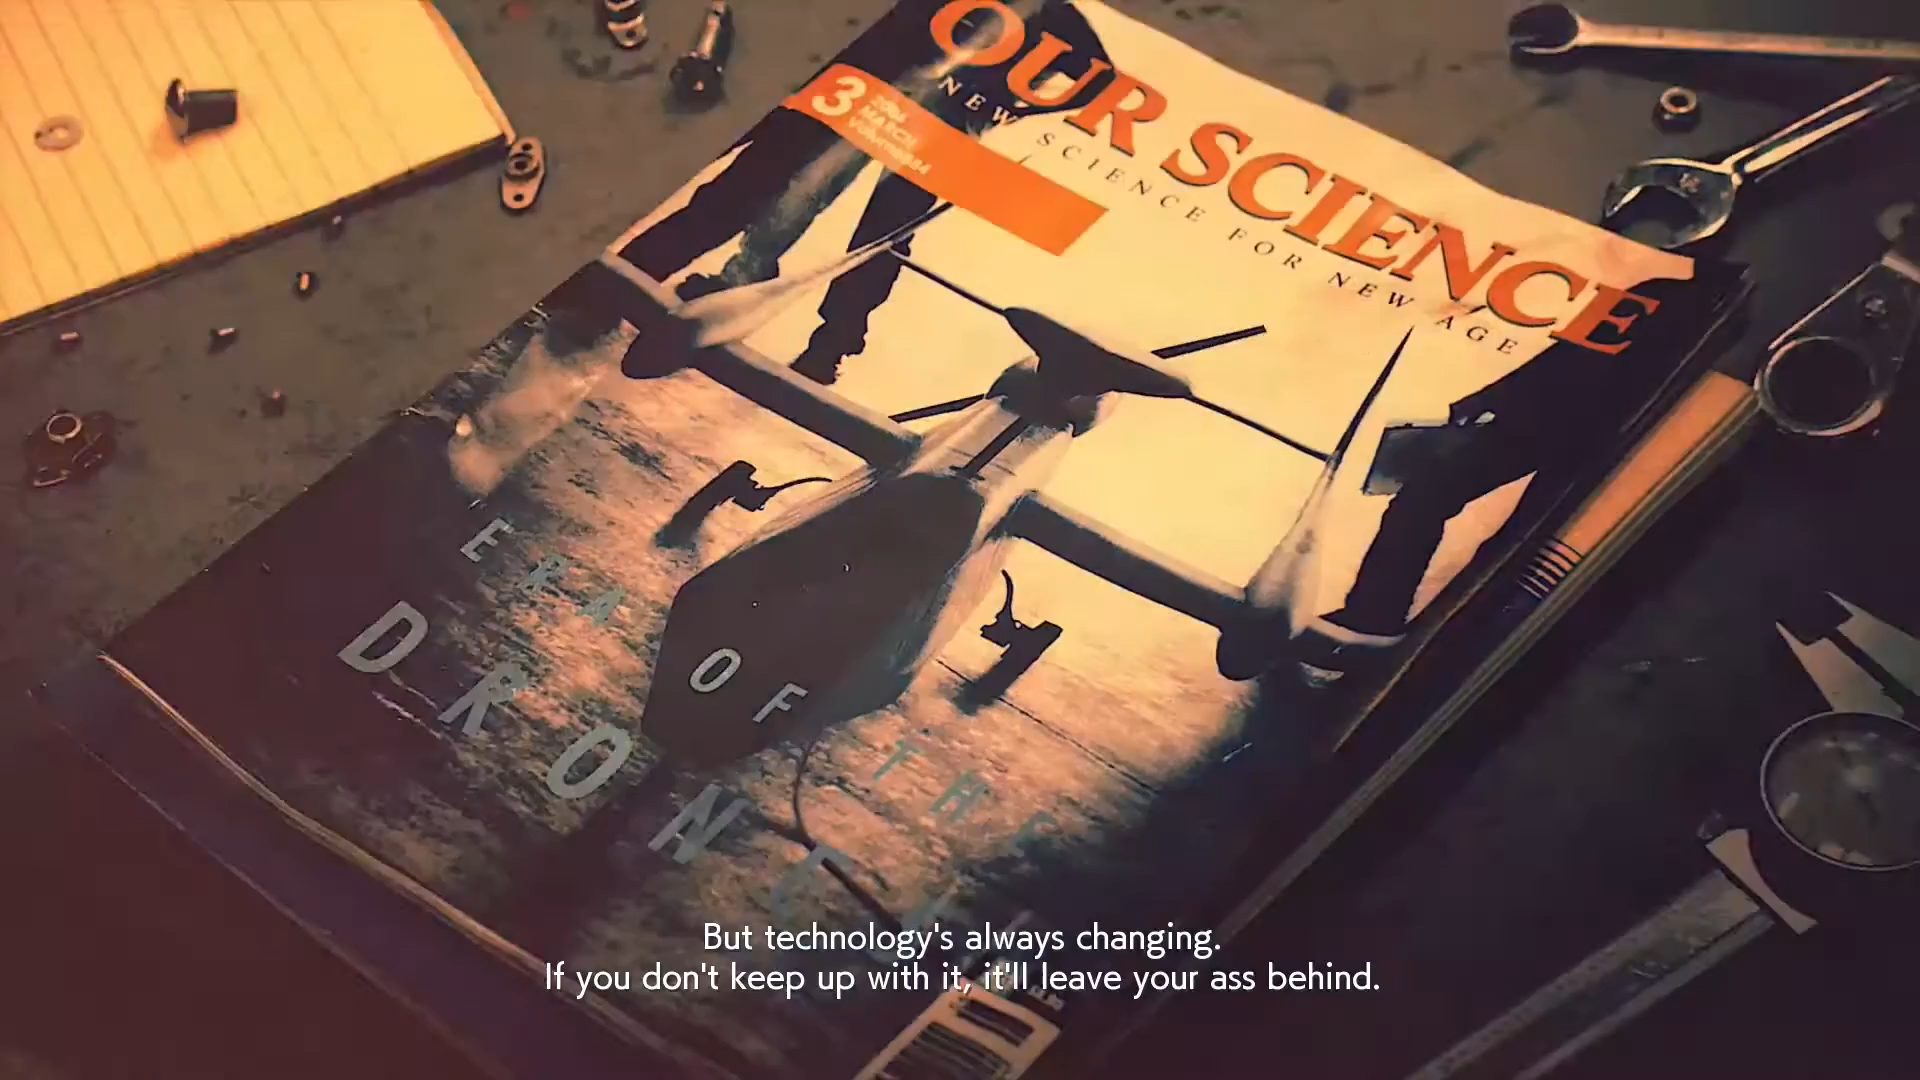 OUR SCIENCE
NEW SCIENCE FOR NEW AGE
3
MARCH
ERA OF THE
DRONE
But technology's always changing.
If you don't keep up with it, it'll leave your ass behind.